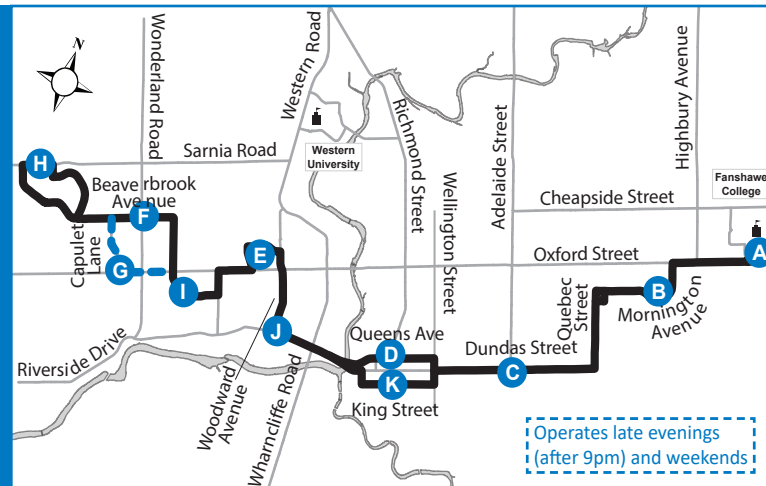 N
Wonderland Road
Western Road
Sarnia Road
Western
University
Richmond Street
Wellington Street
Adelaide Street
Highbury Avenue
Fanshawe
College
Cheapside Street
H
Beaverbrook
Avenue
F
Capulet
Lane
G
I
E
Oxford Street
A
Quebec
Street
B
Mornington
Avenue
J
Queens Ave
D
Dundas Street
K
C
King Street
Riverside Drive
Woodward
Avenue
Wharncliffe Road
Operates late evenings
(after 9pm) and weekends